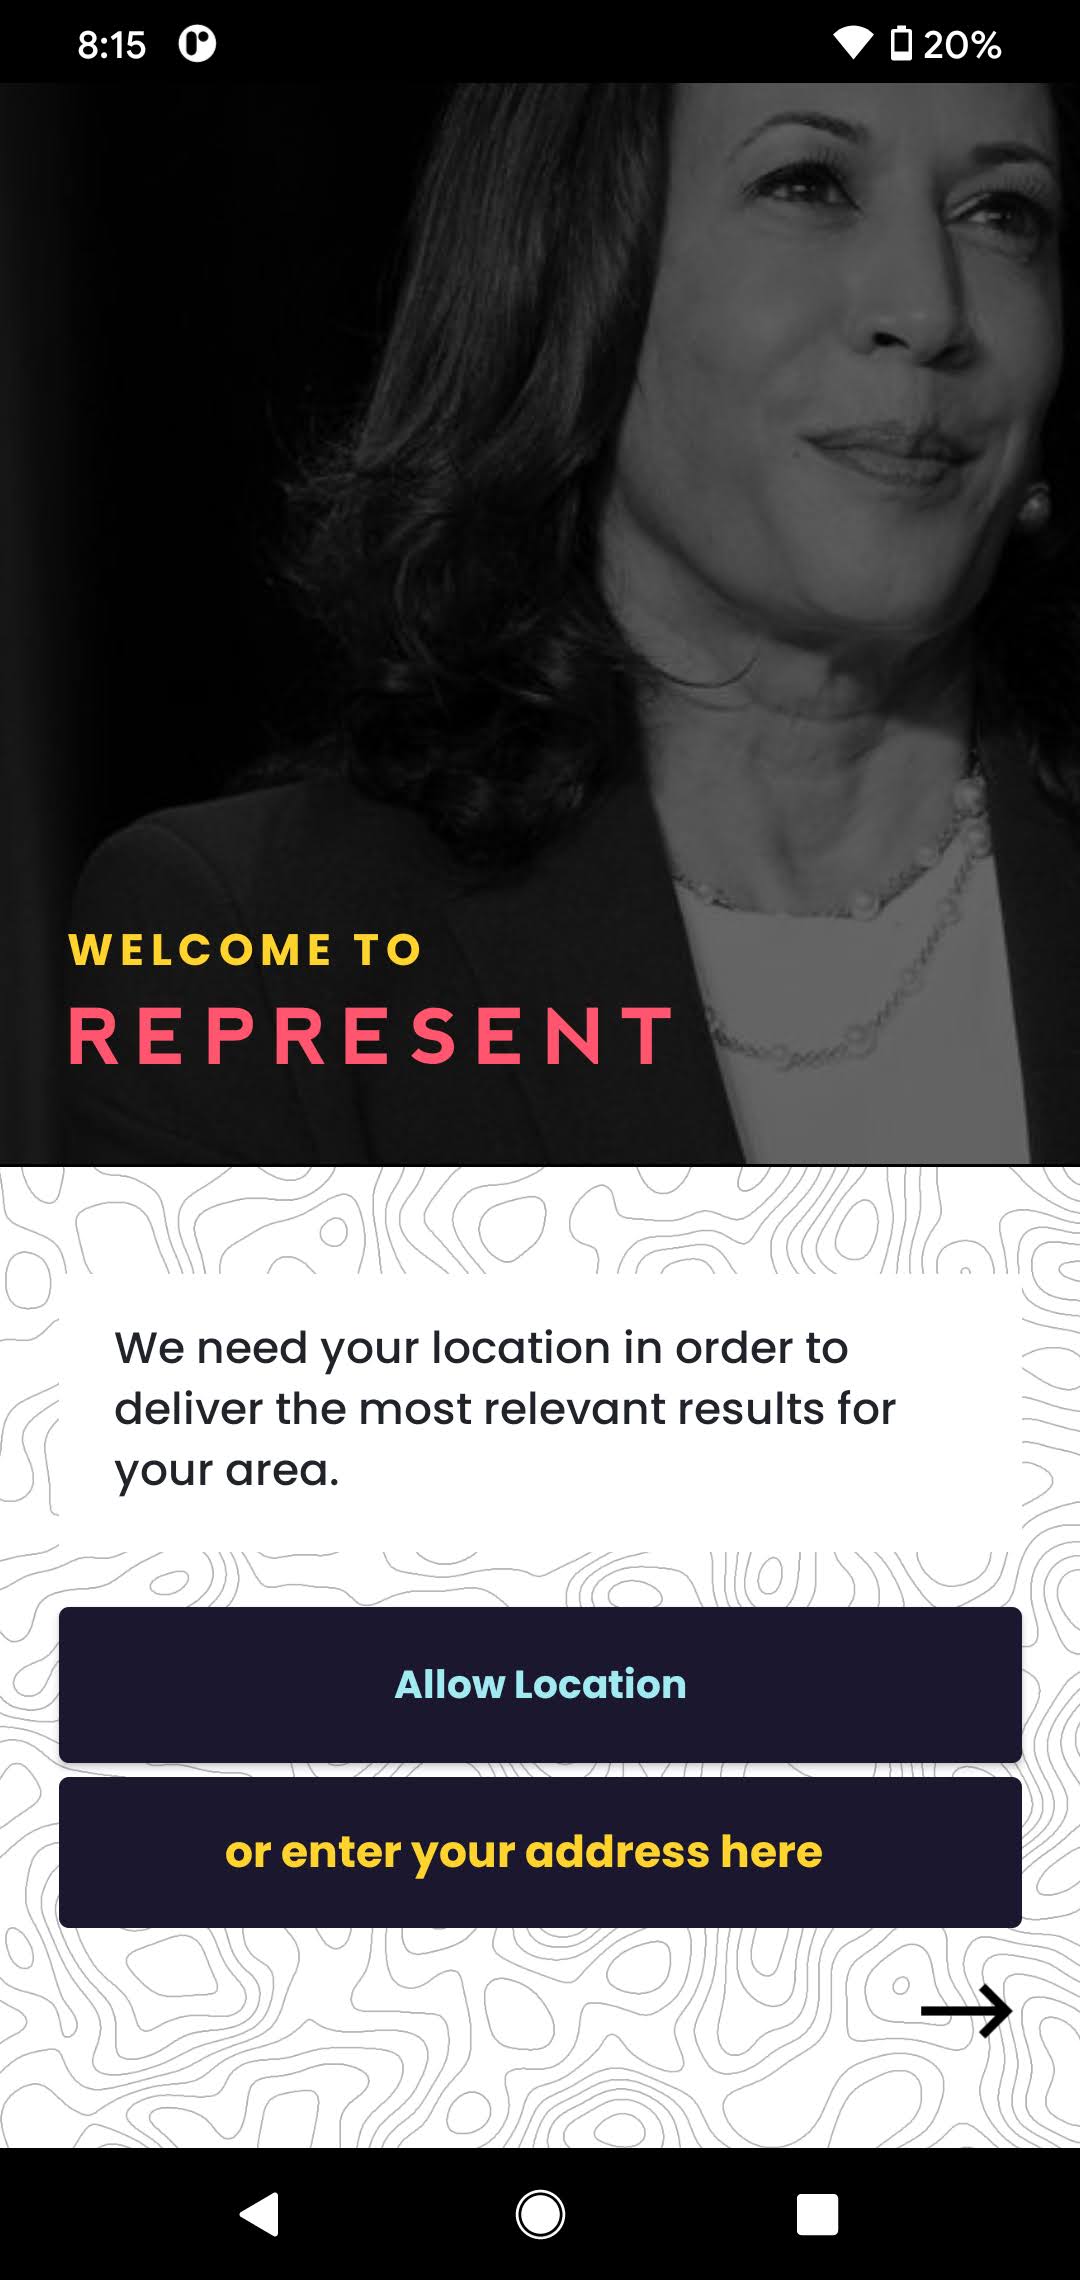 8:15
20%
WELCOME TO
REPRESENT
We need your location in order to
deliver the most relevant results for
your area.
Allow Location
or enter your address here